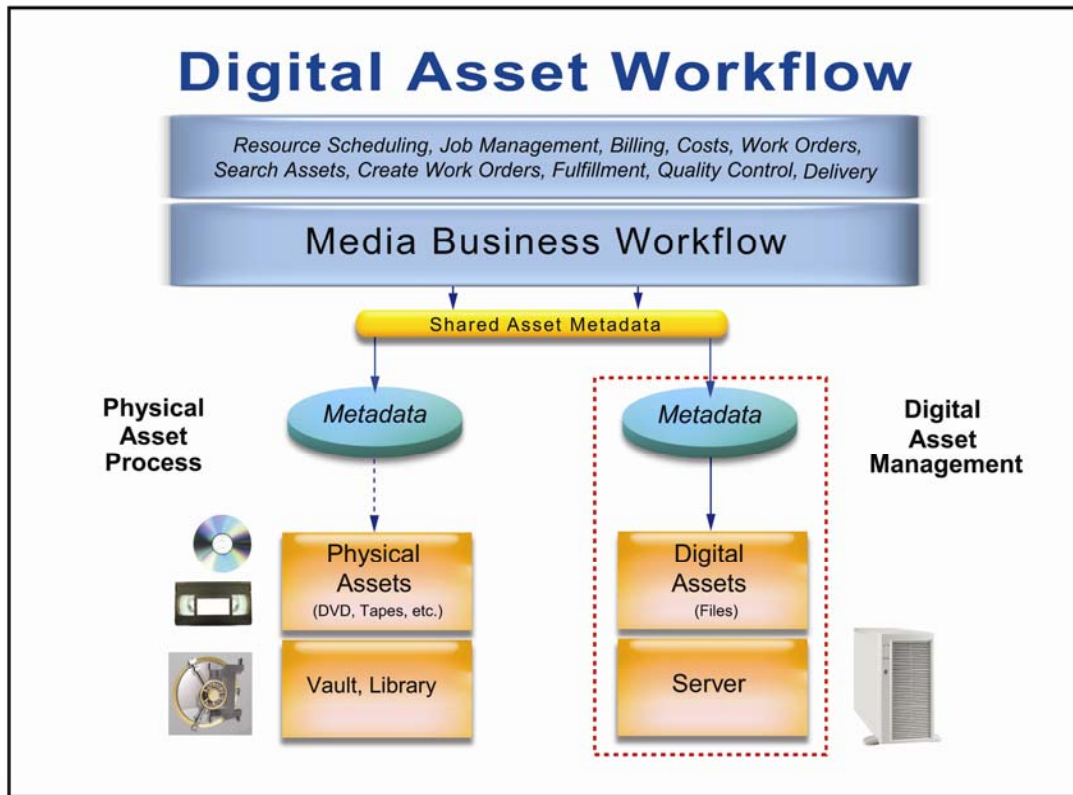 Digital Asset Workflow
Resource Scheduling, Job Management, Billing, Costs, Work Orders,
Search Assets, Create Work Orders, Fulfillment, Quality Control, Delivery
Media Business Workflow
Shared Asset Metadata
Physical
Asset
Process
Metadata
Metadata
Digital
Asset
Management
Physical
Assets
(DVD, Tapes, etc.)
Digital
Assets
(Files)
Vault, Library
Server